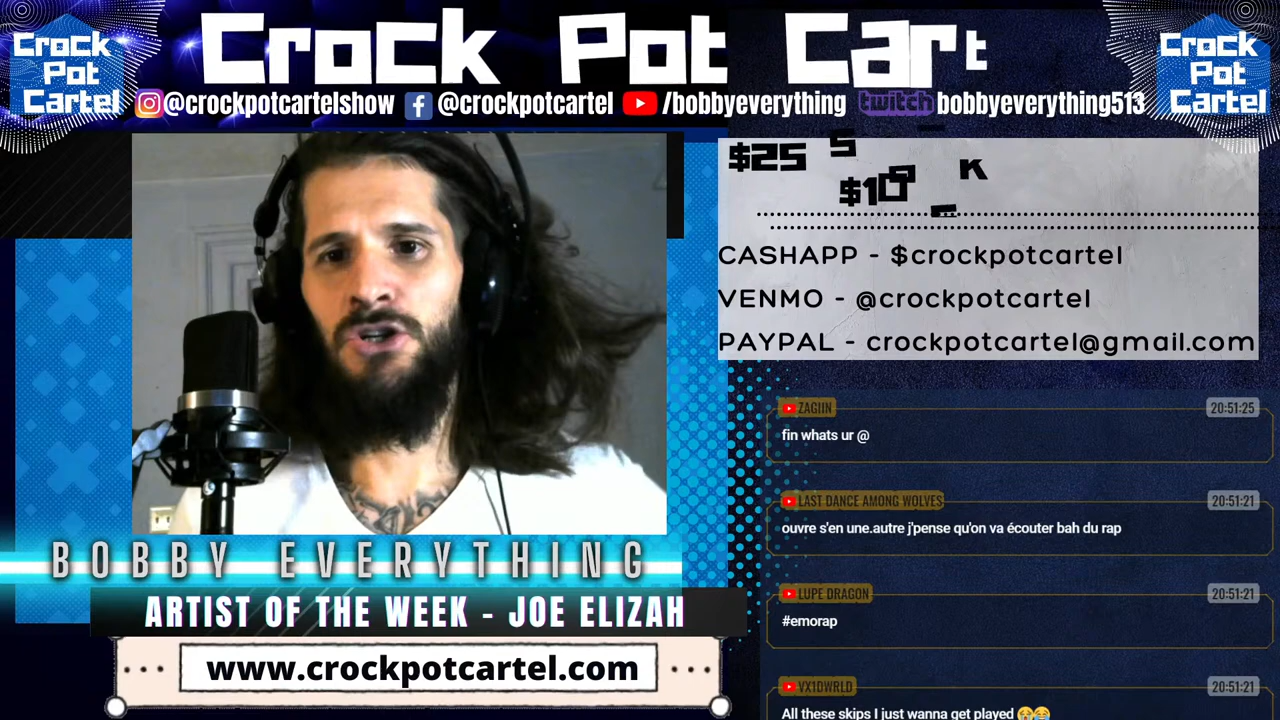 Crock Pot Cart
Crock
Pot
Cartel
@crockpotcartelshow @crockpotcartel /bobbyeverything twitch bobbyeverything513
Crock
Pot
Cartel
$25 S
$10 K
CASHAPP - $crockpotcartel
VENMO - @crockpotcartel
PAYPAL - crockpotcartel@gmail.com
ZAGIIN 20:51:25
fin whats ur @
LAST DANCE AMONG WOLVES 20:51:21
ouvre s'en une.autre j'pense qu'on va écouter bah du rap
LUPE DRAGON 20:51:21
#emorap
VX1DWRLD 20:51:21
All these skips I just wanna get played 😂😂
BOBBY EVERYTHING
ARTIST OF THE WEEK - JOE ELIZAH
www.crockpotcartel.com